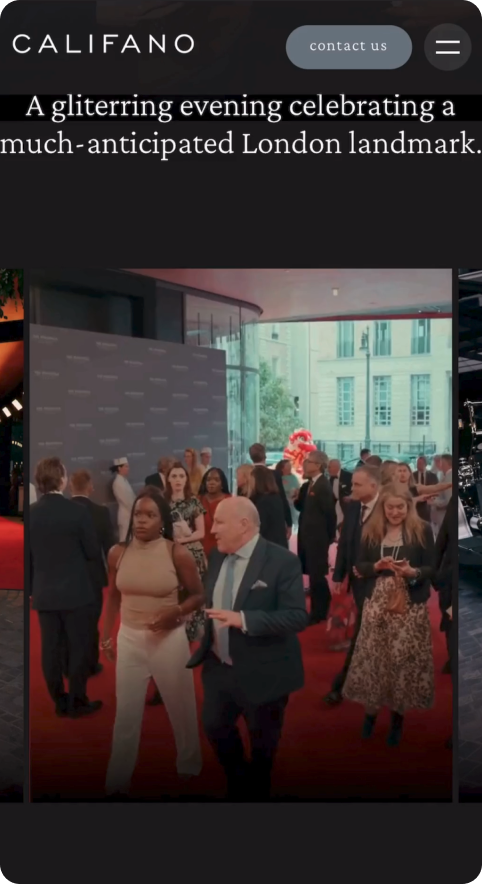 CALIFANO
contact us
A gliterring evening celebrating a
much-anticipated London landmark.